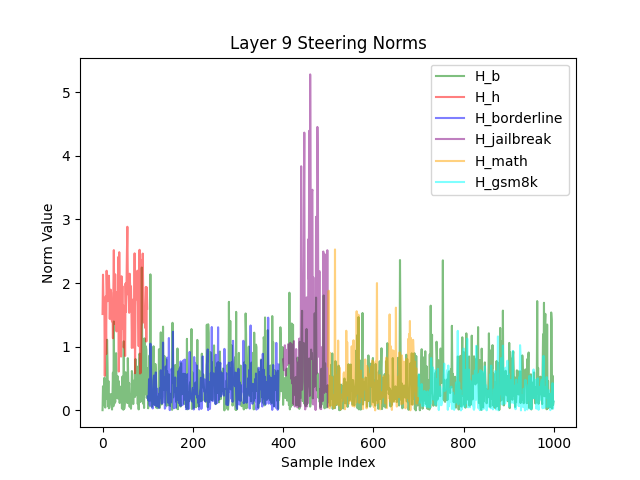 Layer 9 Steering Norms
H_b
H_h
H_borderline
H_jailbreak
H_math
H_gsm8k
Norm Value
5
4
3
2
1
0
0 200 400 600 800 1000
Sample Index